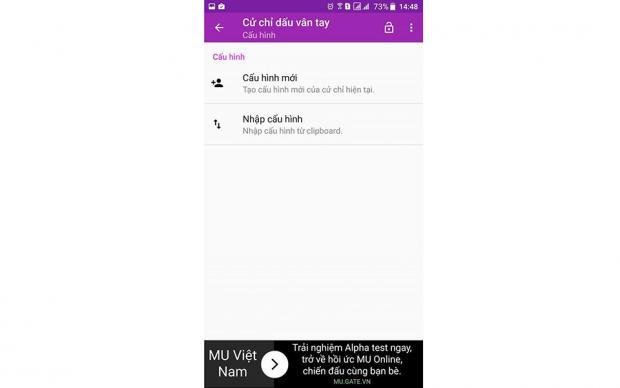 73% 14:48
Cử chỉ dấu vân tay
Cấu hình
Cấu hình
Cấu hình mới
Tạo cấu hình mới của cử chỉ hiện tại.
Nhập cấu hình
Nhập cấu hình từ clipboard.
MU Việt
Nam
Trải nghiệm Alpha test ngay,
trở về hồi ức MU Online,
chiến đấu cùng bạn bè.
MU.GATE.VN